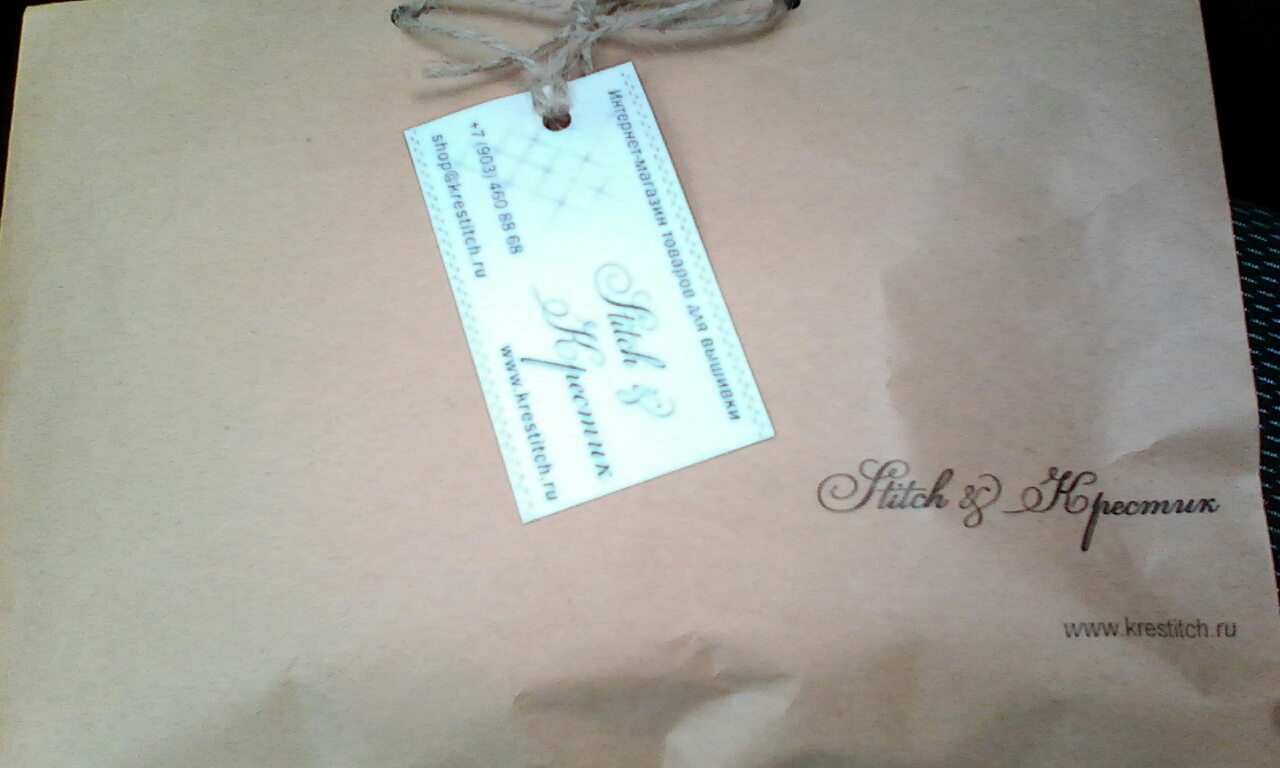 Интернет-магазин товаров для вышивки
Stitch &
Крестик
+7 (903) 460 88 68
shop@krestitch.ru
www.krestitch.ru
Stitch & Крестик
www.krestitch.ru